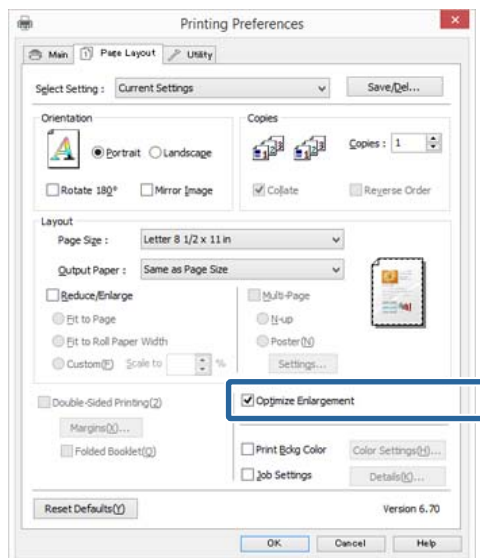 Printing Preferences
Main Page Layout Utility
Select Setting : Current Settings Save/Del...
Orientation Copies
A Portrait Landscape Copies : 1
Rotate 180° Mirror Image Collate Reverse Order
Layout
Page Size : Letter 8 1/2 x 11 in
Output Paper : Same as Page Size
Reduce/Enlarge Multi-Page
Fit to Page N-up
Fit to Roll Paper Width Poster(N)
Custom(F) Scale to % Settings...
Double-Sided Printing(2) Optimize Enlargement
Margins(X)...
Folded Booklet(Q) Print Bckg Color Color Settings(H)...
Job Settings Details(K)...
Reset Defaults(Y) Version 6.70
OK Cancel Help